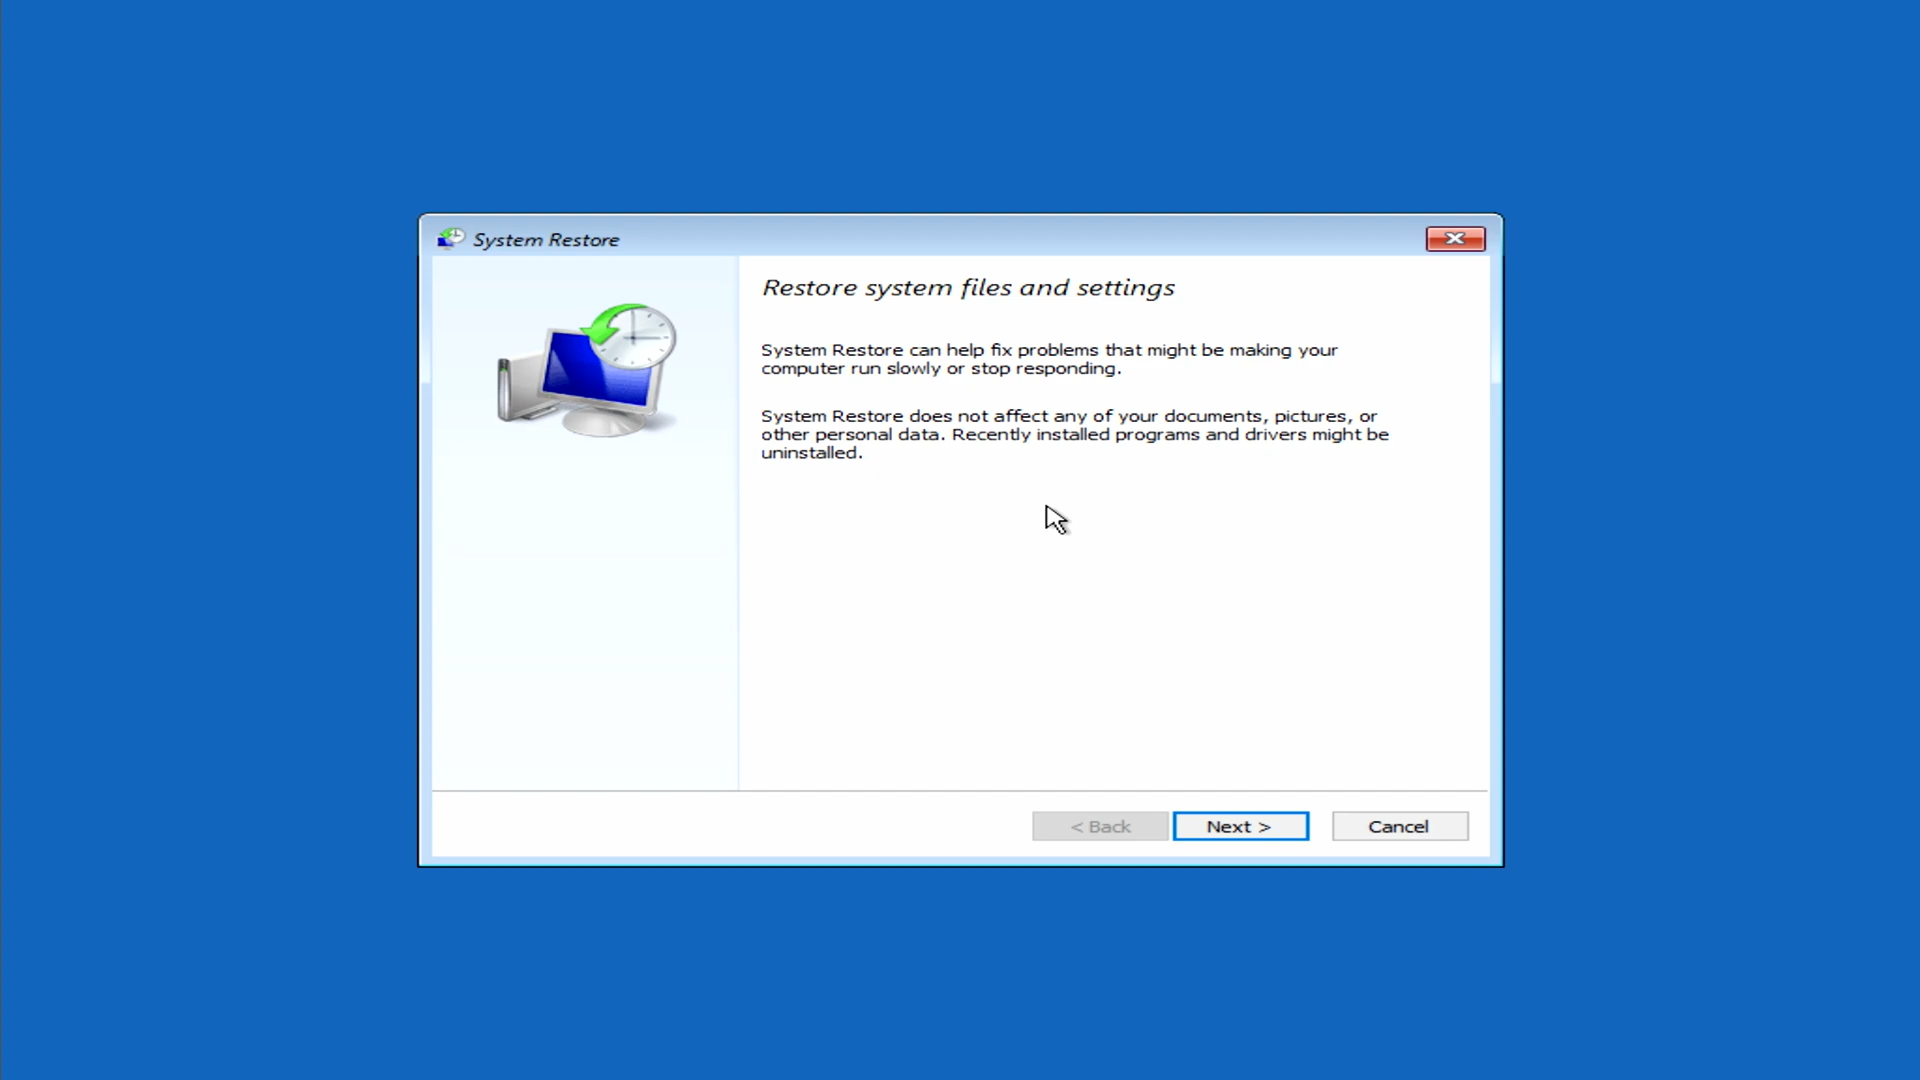 System Restore
Restore system files and settings
System Restore can help fix problems that might be making your
computer run slowly or stop responding.
System Restore does not affect any of your documents, pictures, or
other personal data. Recently installed programs and drivers might be
uninstalled.
< Back
Next >
Cancel